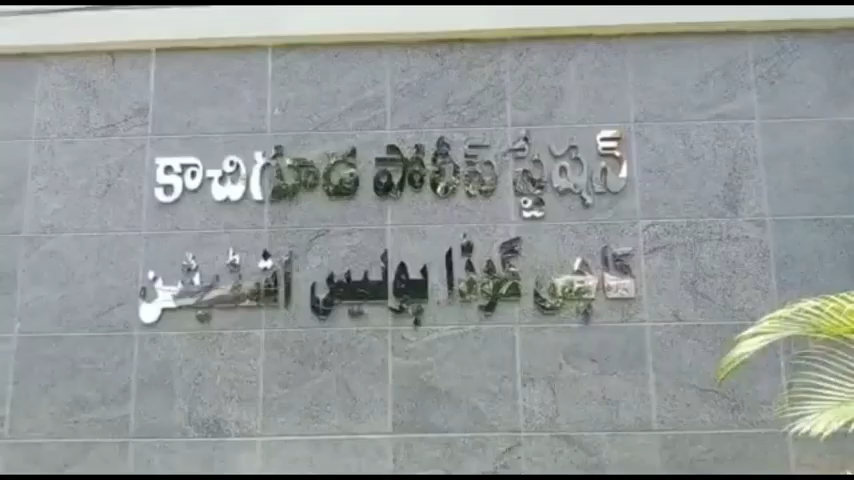 కాచిగూడ పోలీస్ స్టేషన్
کاچی گوڑا پولیس اسٹیشن